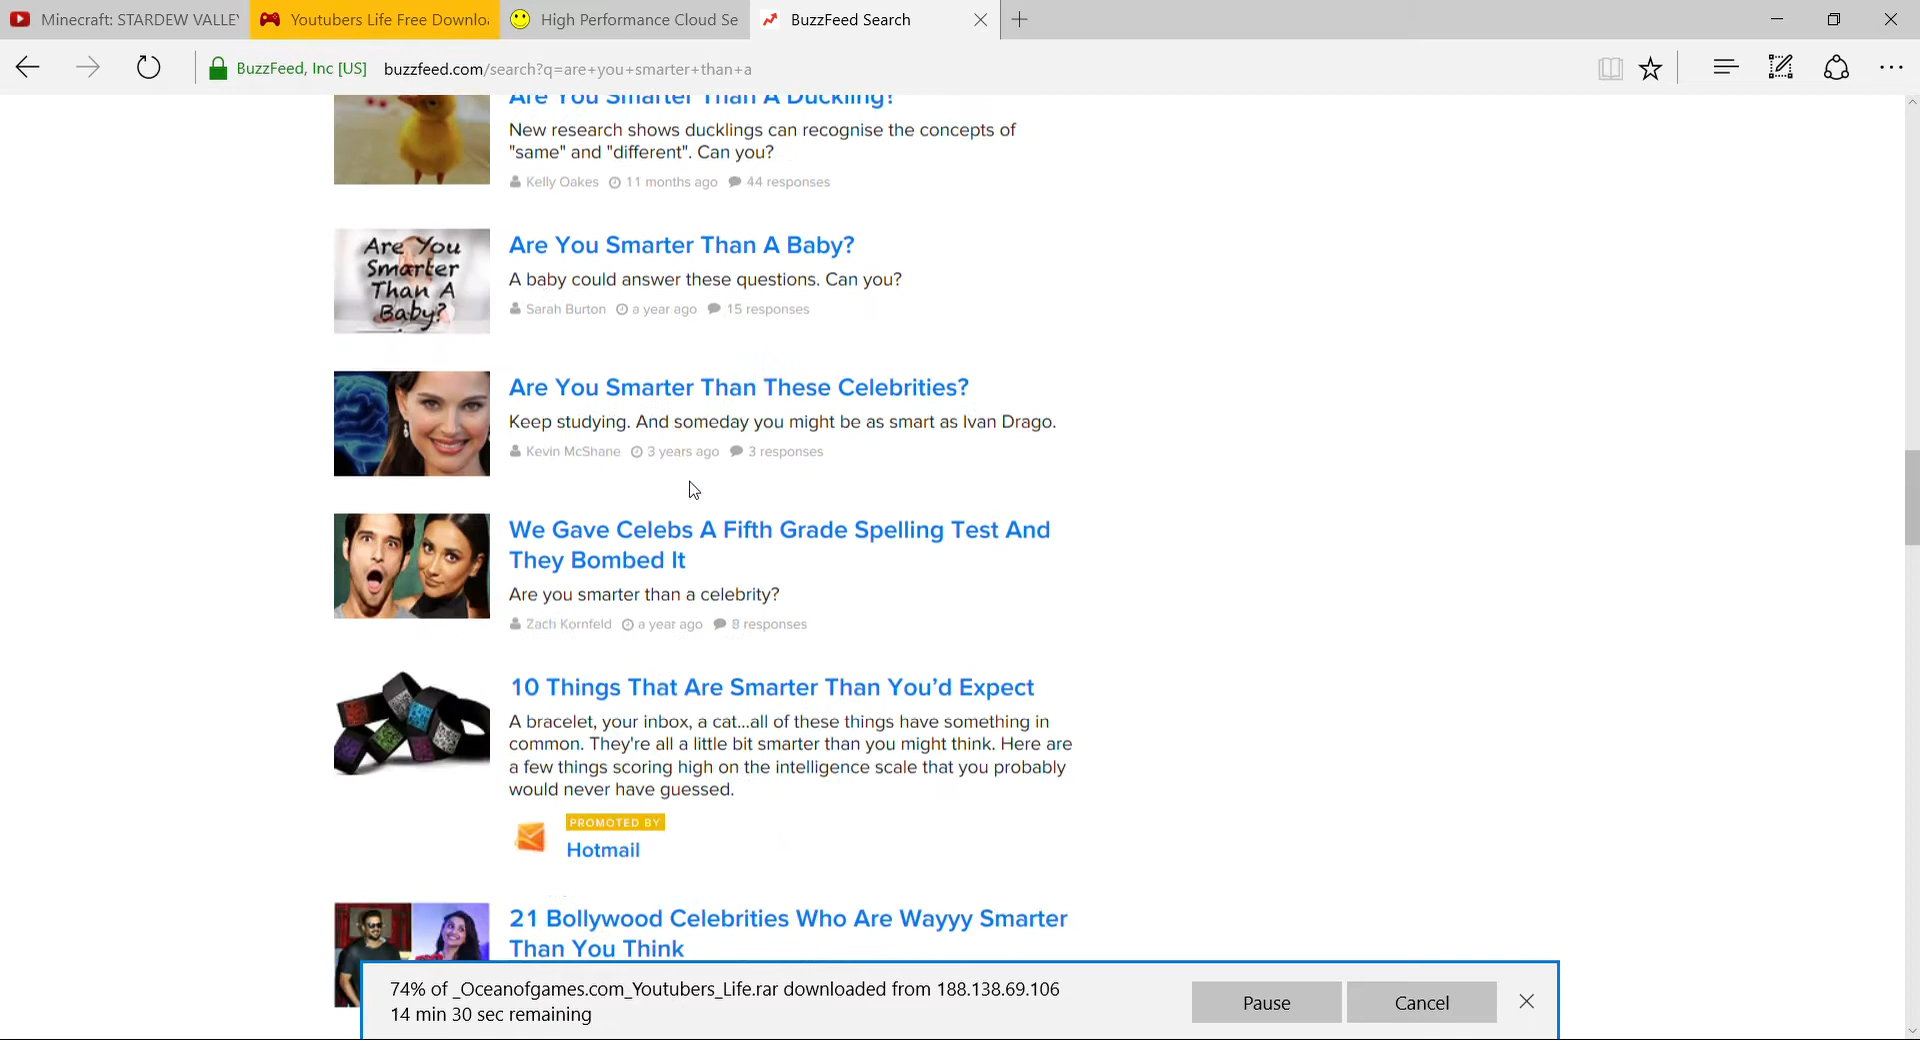 Minecraft: STARDEW VALLEY
Youtubers Life Free Downlo
High Performance Cloud Se
BuzzFeed Search
BuzzFeed, Inc [US]
buzzfeed.com/search?q=are+you+smarter+than+a
Are You Smarter Than A Duckling?
New research shows ducklings can recognise the concepts of
"same" and "different". Can you?
Kelly Oakes 11 months ago 44 responses
Are You
Smarter
Than A
Baby?
Are You Smarter Than A Baby?
A baby could answer these questions. Can you?
Sarah Burton a year ago 15 responses
Are You Smarter Than These Celebrities?
Keep studying. And someday you might be as smart as Ivan Drago.
Kevin McShane 3 years ago 3 responses
We Gave Celebs A Fifth Grade Spelling Test And
They Bombed It
Are you smarter than a celebrity?
Zach Kornfeld a year ago 8 responses
10 Things That Are Smarter Than You’d Expect
A bracelet, your inbox, a cat...all of these things have something in
common. They're all a little bit smarter than you might think. Here are
a few things scoring high on the intelligence scale that you probably
would never have guessed.
PROMOTED BY
Hotmail
21 Bollywood Celebrities Who Are Wayyy Smarter
Than You Think
74% of _Oceanofgames.com_Youtubers_Life.rar downloaded from 188.138.69.106
14 min 30 sec remaining
Pause
Cancel